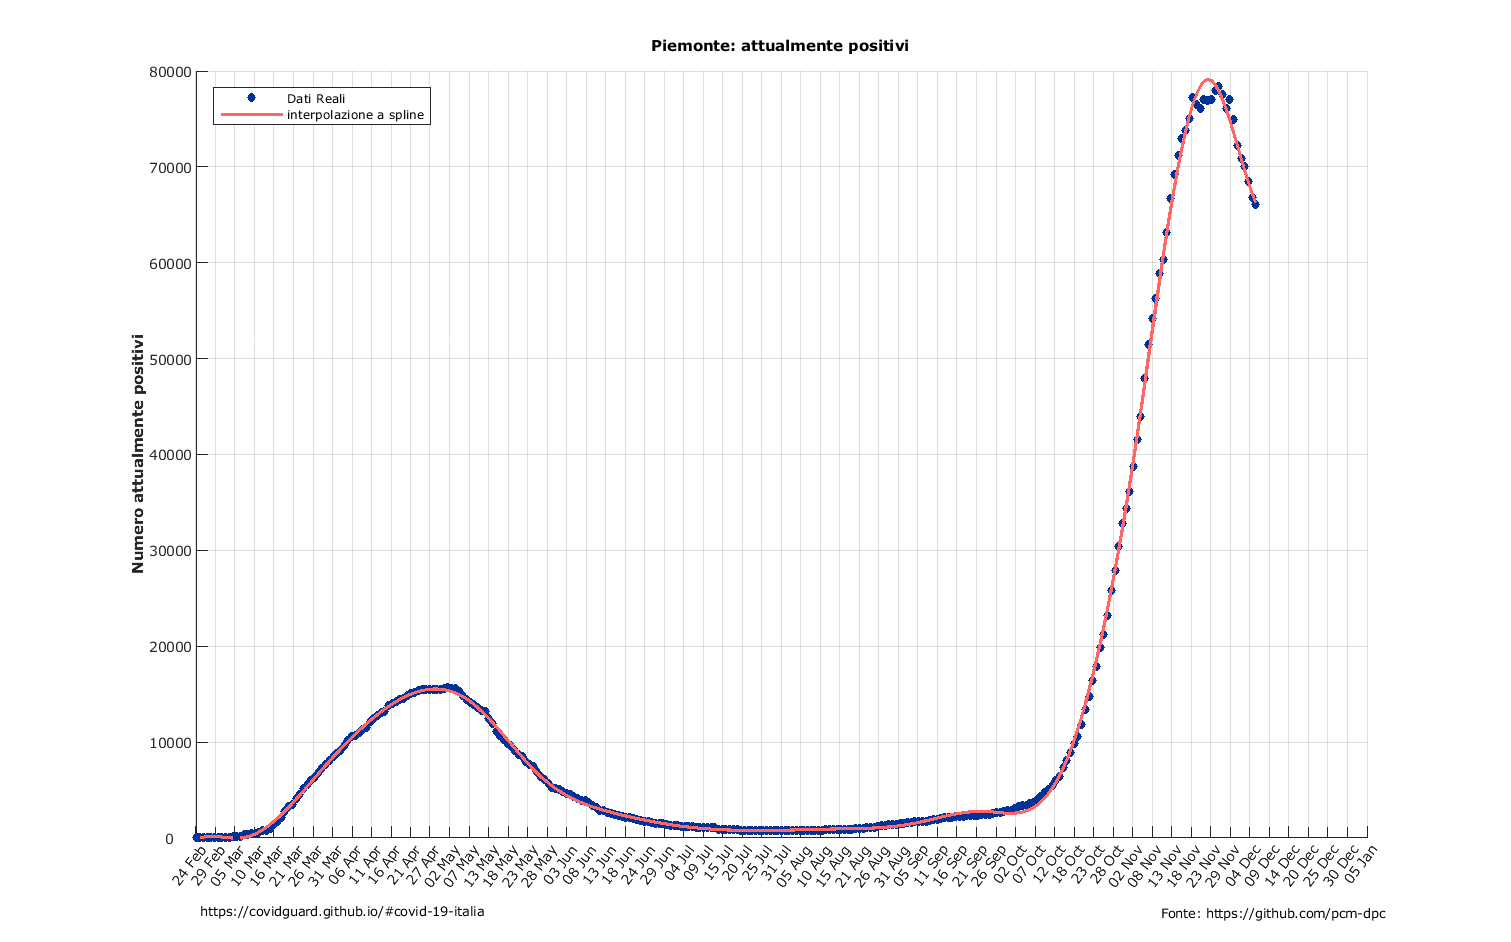 Piemonte: attualmente positivi
Dati Reali
interpolazione a spline
Numero attualmente positivi
80000
70000
60000
50000
40000
30000
20000
10000
0
24 Feb
29 Feb
05 Mar
10 Mar
16 Mar
21 Mar
26 Mar
31 Mar
06 Apr
11 Apr
16 Apr
21 Apr
27 Apr
02 May
07 May
13 May
18 May
23 May
28 May
03 Jun
08 Jun
13 Jun
18 Jun
24 Jun
29 Jun
04 Jul
09 Jul
15 Jul
20 Jul
25 Jul
31 Jul
05 Aug
10 Aug
15 Aug
21 Aug
26 Aug
31 Aug
05 Sep
11 Sep
16 Sep
21 Sep
26 Sep
02 Oct
07 Oct
12 Oct
18 Oct
23 Oct
28 Oct
02 Nov
08 Nov
13 Nov
18 Nov
23 Nov
29 Nov
04 Dec
09 Dec
14 Dec
20 Dec
25 Dec
30 Dec
05 Jan
https://covidguard.github.io/#covid-19-italia
Fonte: https://github.com/pcm-dpc